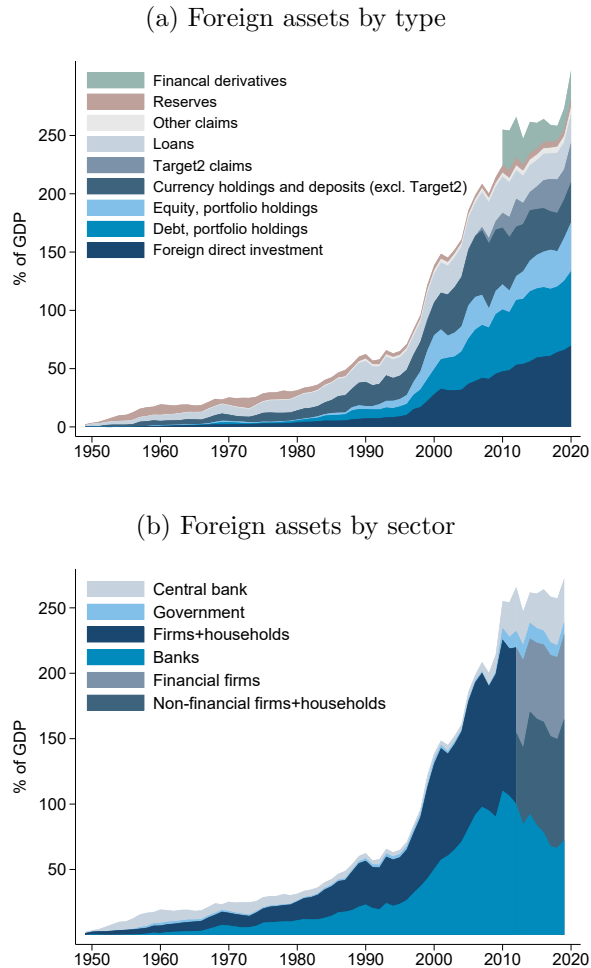 (a) Foreign assets by type
Financal derivatives
Reserves
Other claims
Loans
Target2 claims
Currency holdings and deposits (excl. Target2)
Equity, portfolio holdings
Debt, portfolio holdings
Foreign direct investment
% of GDP
250
200
150
100
50
0
1950 1960 1970 1980 1990 2000 2010 2020
(b) Foreign assets by sector
Central bank
Government
Firms+households
Banks
Financial firms
Non-financial firms+households
% of GDP
250
200
150
100
50
1950 1960 1970 1980 1990 2000 2010 2020